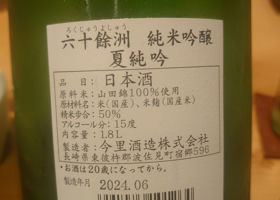 ろくじゅうよしゅう
六十餘洲 純米吟醸
夏純吟
品目：日本酒
原料米：山田錦100%使用
原材料名：米(国産)、米麹(国産米)
精米歩合：50%
アルコール分：15度
内容量：1.8L
製造者：今里酒造株式会社
長崎県東彼杵郡波佐見町宿郷596
*お酒は20歳になってから。
製造年月 2024.06